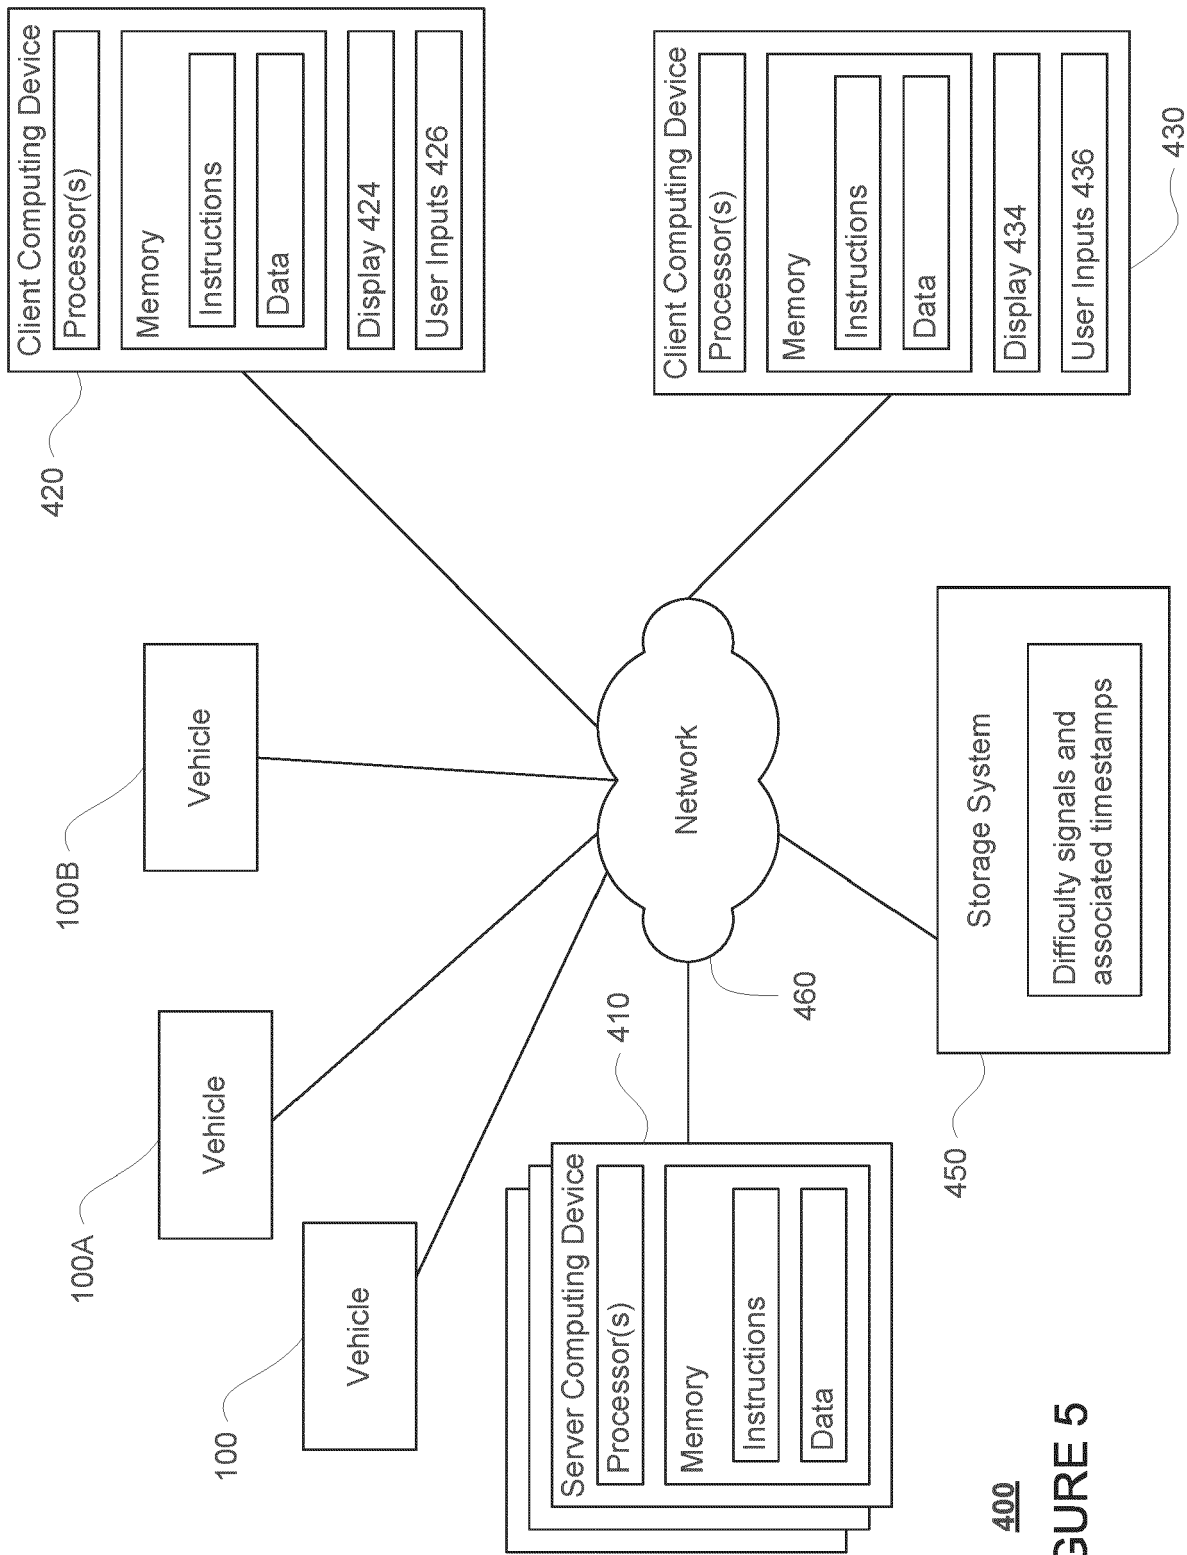 420
Client Computing Device
Processor(s)
Memory
Instructions
Data
Display 424
User Inputs 426
100B
Vehicle
100A
Vehicle
100
Vehicle
410
Server Computing Device
Processor(s)
Memory
Instructions
Data
Network
460
Client Computing Device
Processor(s)
Memory
Instructions
Data
Display 434
User Inputs 436
430
450
Storage System
Difficulty signals and
associated timestamps
400
GURE 5